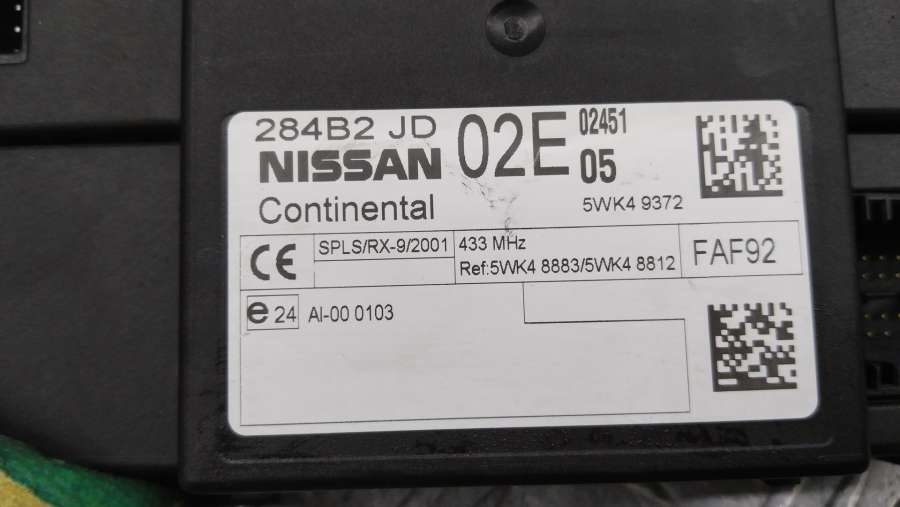 284B2 JD
NISSAN
02E
02451
05
Continental
5WK4 9372
CE
SPLS/RX-9/2001
433 MHz
Ref:5WK4 8883/5WK4 8812
FAF92
e 24
AI-00 0103